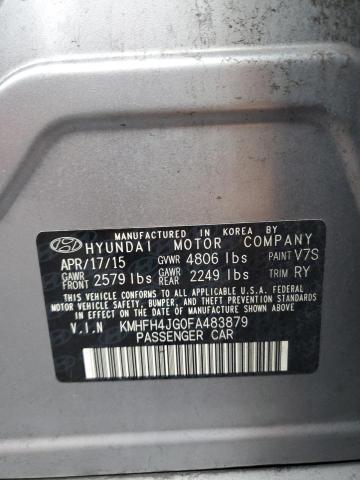 MANUFACTURED IN KOREA BY
HYUNDAI MOTOR COMPANY
APR/17/15 GVWR 4806 lbs PAINT V7S
GAWR FRONT 2579 lbs GAWR REAR 2249 lbs TRIM RY
THIS VEHICLE CONFORMS TO ALL APPLICABLE U.S.A. FEDERAL
MOTOR VEHICLE SAFETY, BUMPER, AND THEFT PREVENTION
STANDARDS IN EFFECT ON THE DATE OF MANUFACTURE SHOWN ABOVE.
V.I.N KMHFH4JG0FA483879
PASSENGER CAR